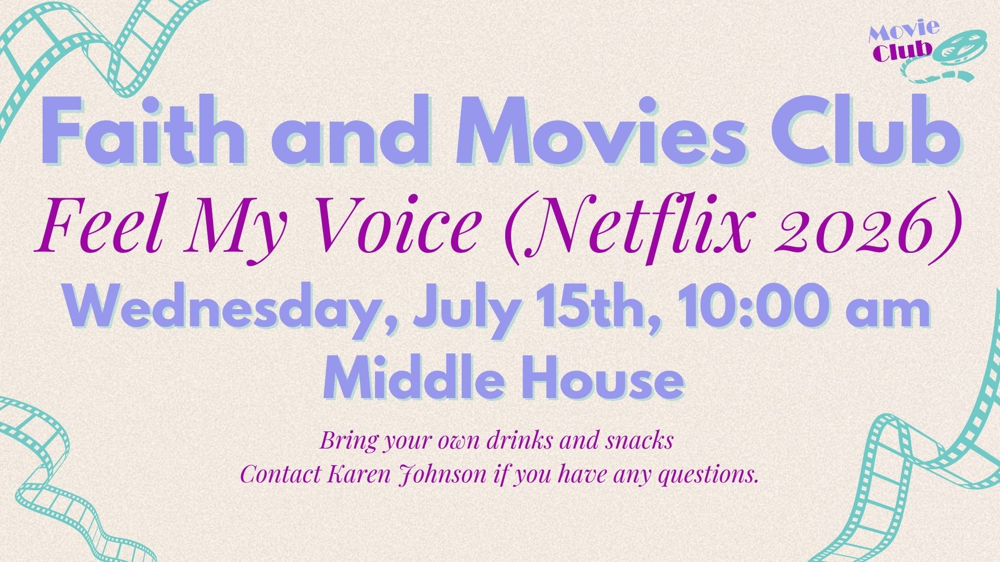 Movie
Club
Faith and Movies Club
Feel My Voice (Netflix 2026)
Wednesday, July 15th, 10:00 am
Middle House
Bring your own drinks and snacks
Contact Karen Johnson if you have any questions.